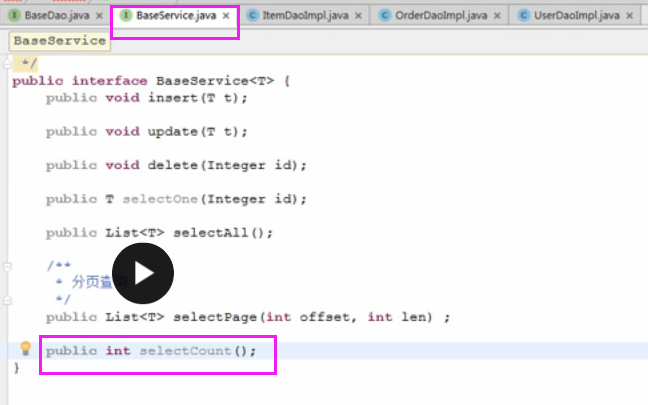 BaseDao.java
BaseService.java
ItemDaoImpl.java
OrderDaoImpl.java
UserDaoImpl.java
BaseService
*/
public interface BaseService<T> {
public void insert(T t);
public void update(T t);
public void delete(Integer id);
public T selectOne(Integer id);
public List<T> selectAll();
/**
* 分页查
*/
public List<T> selectPage(int offset, int len) ;
public int selectCount();
}